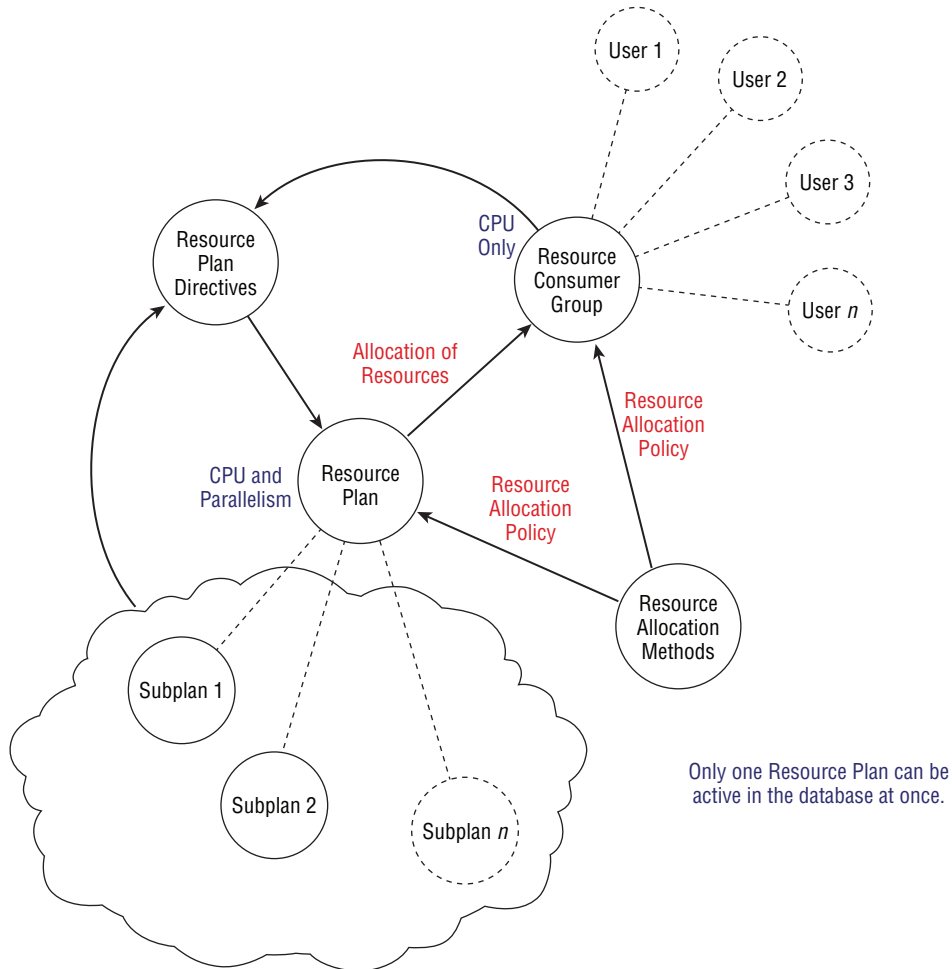 User 1
User 2
User 3
User n
CPU
Only
Resource
Plan
Directives
Resource
Consumer
Group
Allocation of
Resources
Resource
Allocation
Policy
CPU and
Parallelism
Resource
Plan
Resource
Allocation
Policy
Resource
Allocation
Methods
Subplan 1
Subplan 2
Subplan n
Only one Resource Plan can be
active in the database at once.